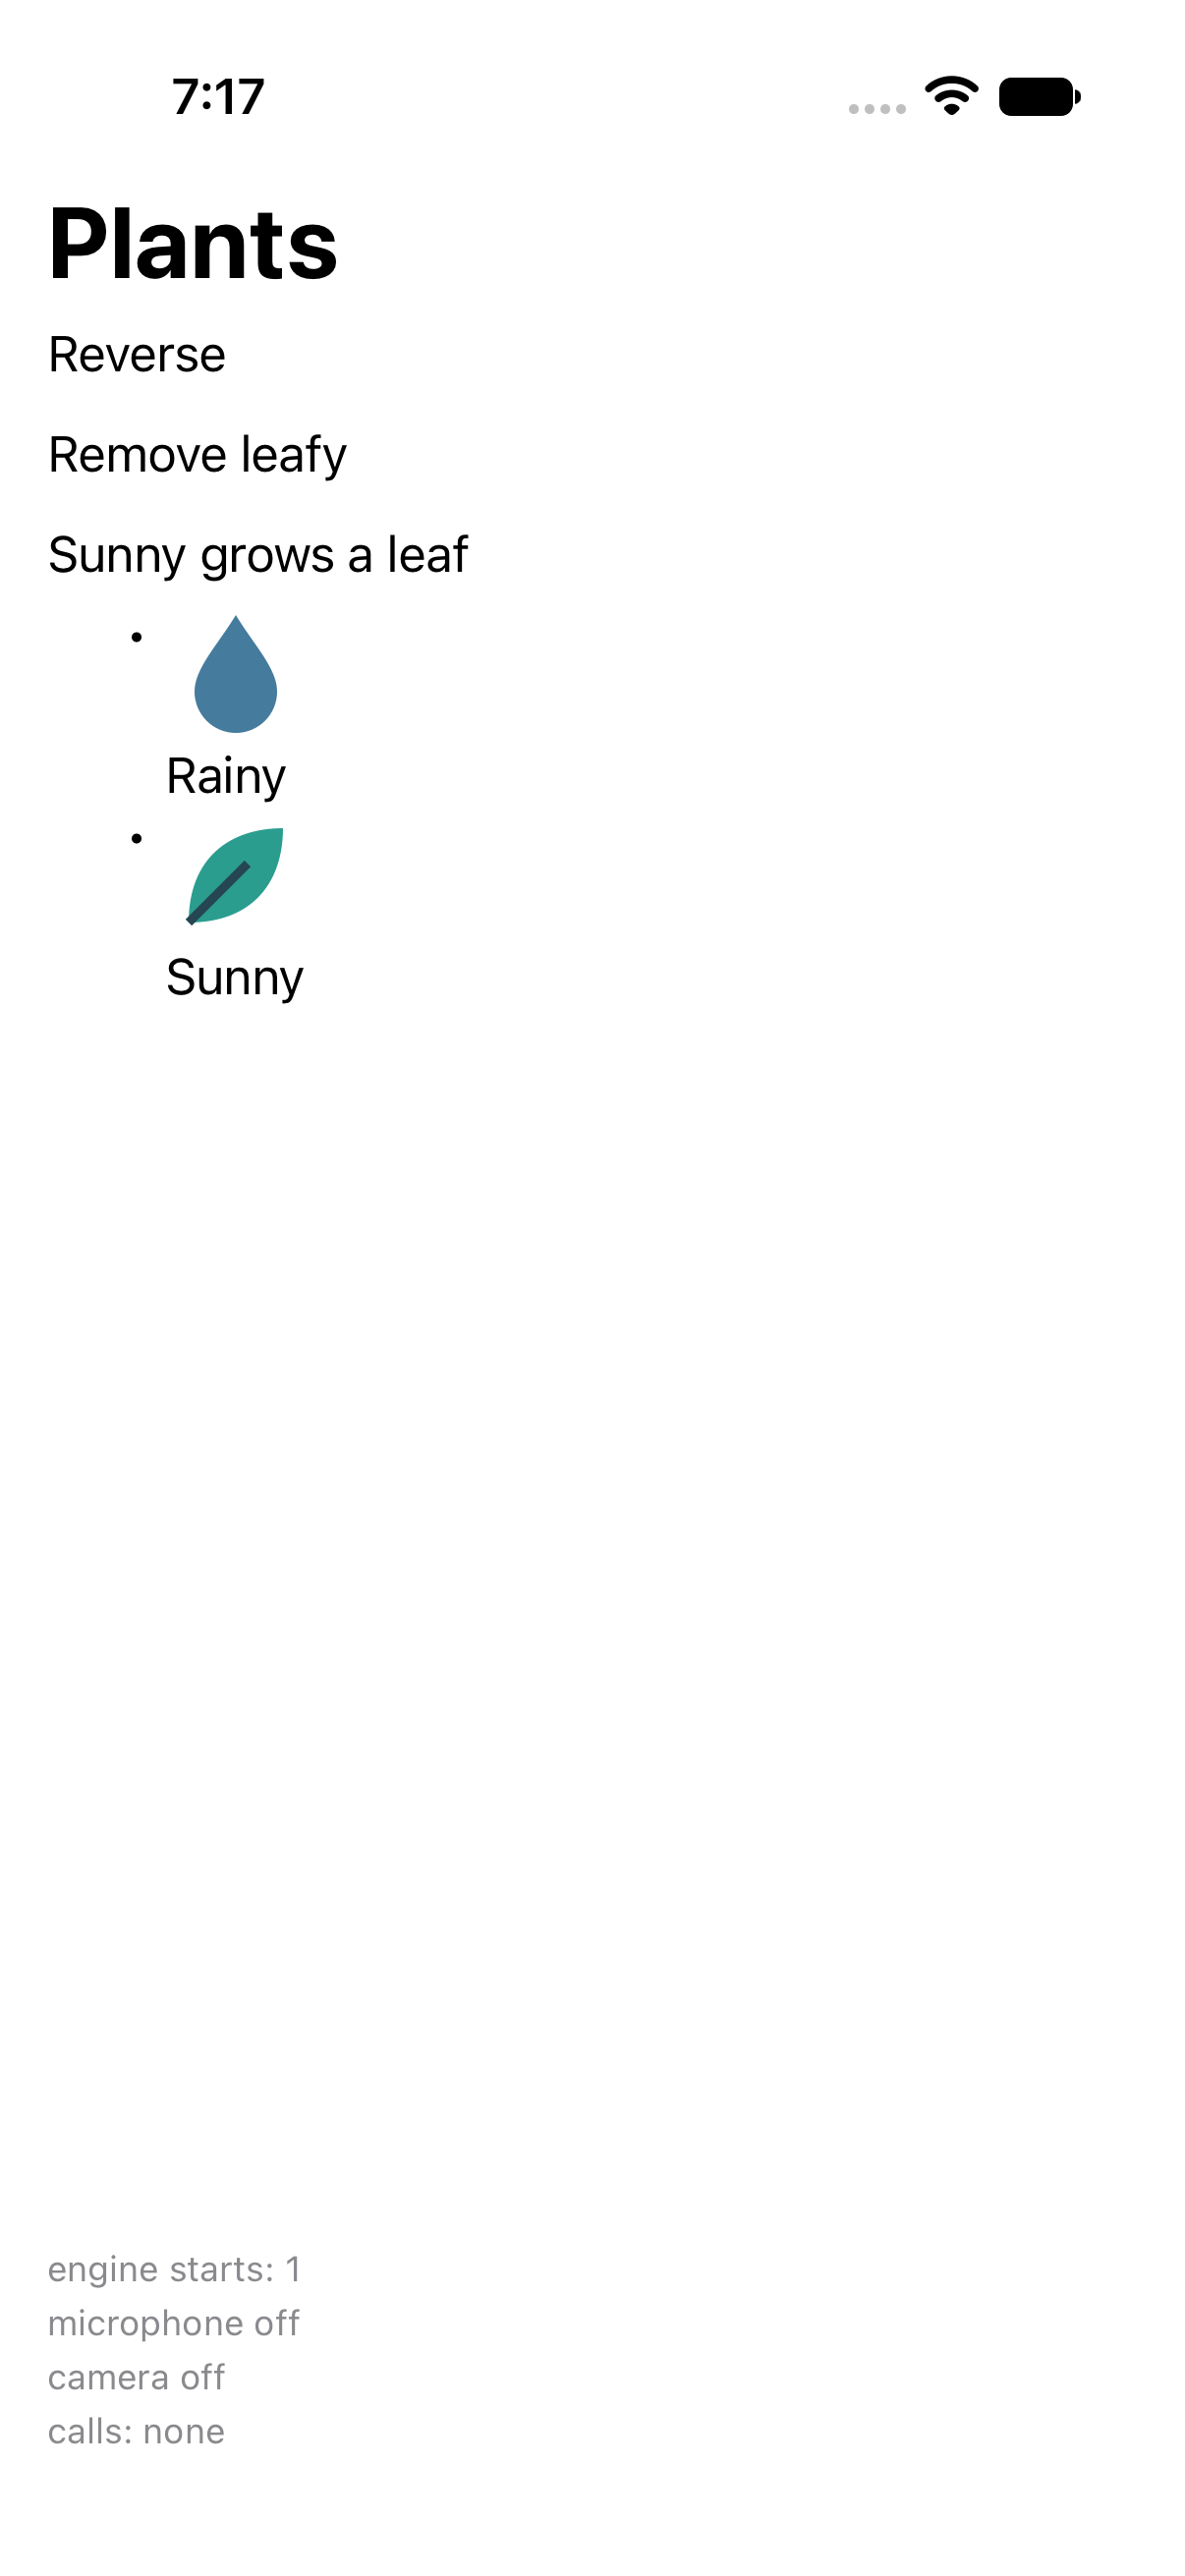 7:17
Plants
Reverse
Remove leafy
Sunny grows a leaf
• Rainy
• Sunny
engine starts: 1
microphone off
camera off
calls: none